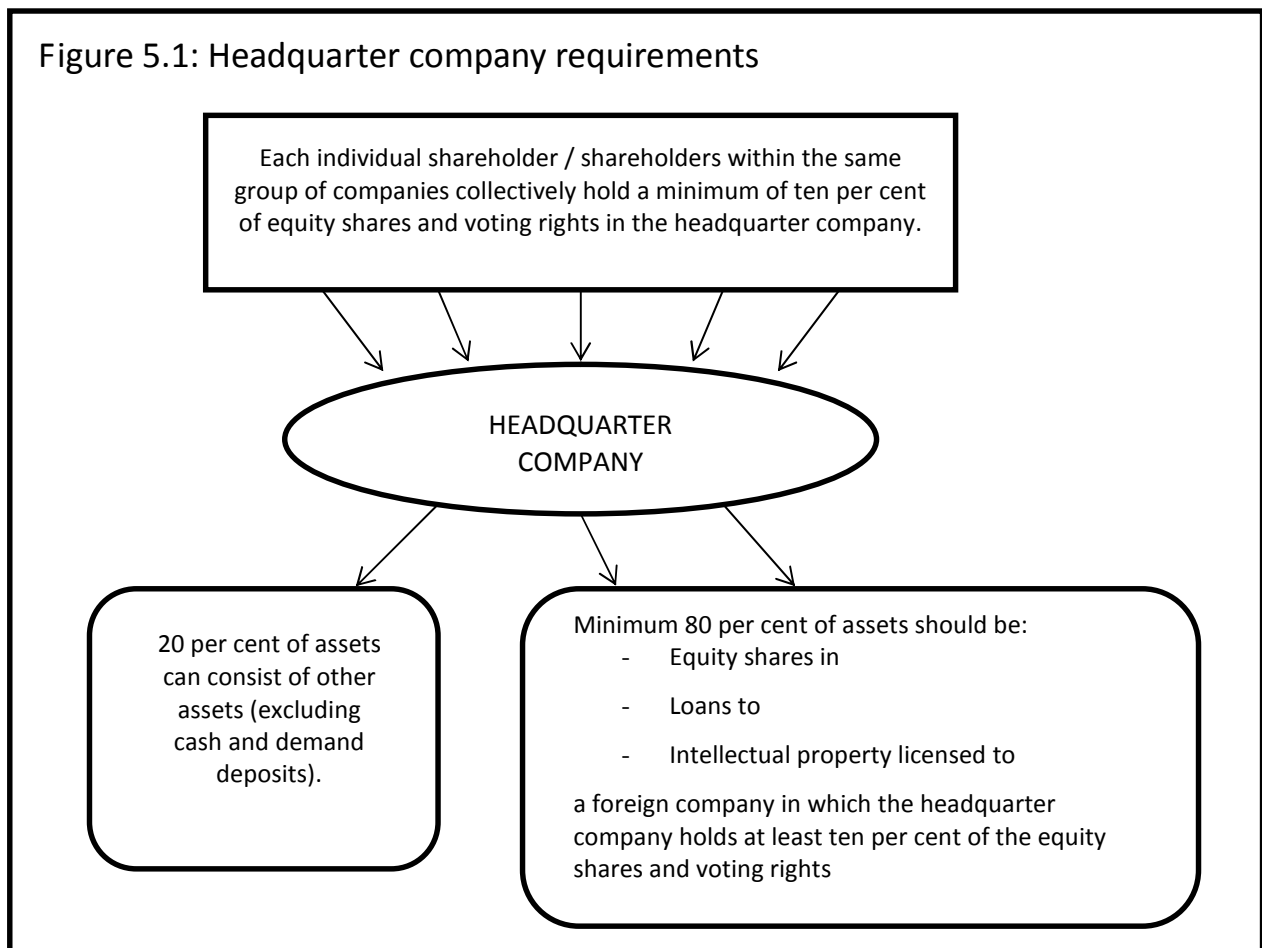 Figure 5.1: Headquarter company requirements
Each individual shareholder / shareholders within the same
group of companies collectively hold a minimum of ten per cent
of equity shares and voting rights in the headquarter company.
HEADQUARTER
COMPANY
20 per cent of assets
can consist of other
assets (excluding
cash and demand
deposits).
Minimum 80 per cent of assets should be:
- Equity shares in
- Loans to
- Intellectual property licensed to
a foreign company in which the headquarter
company holds at least ten per cent of the equity
shares and voting rights